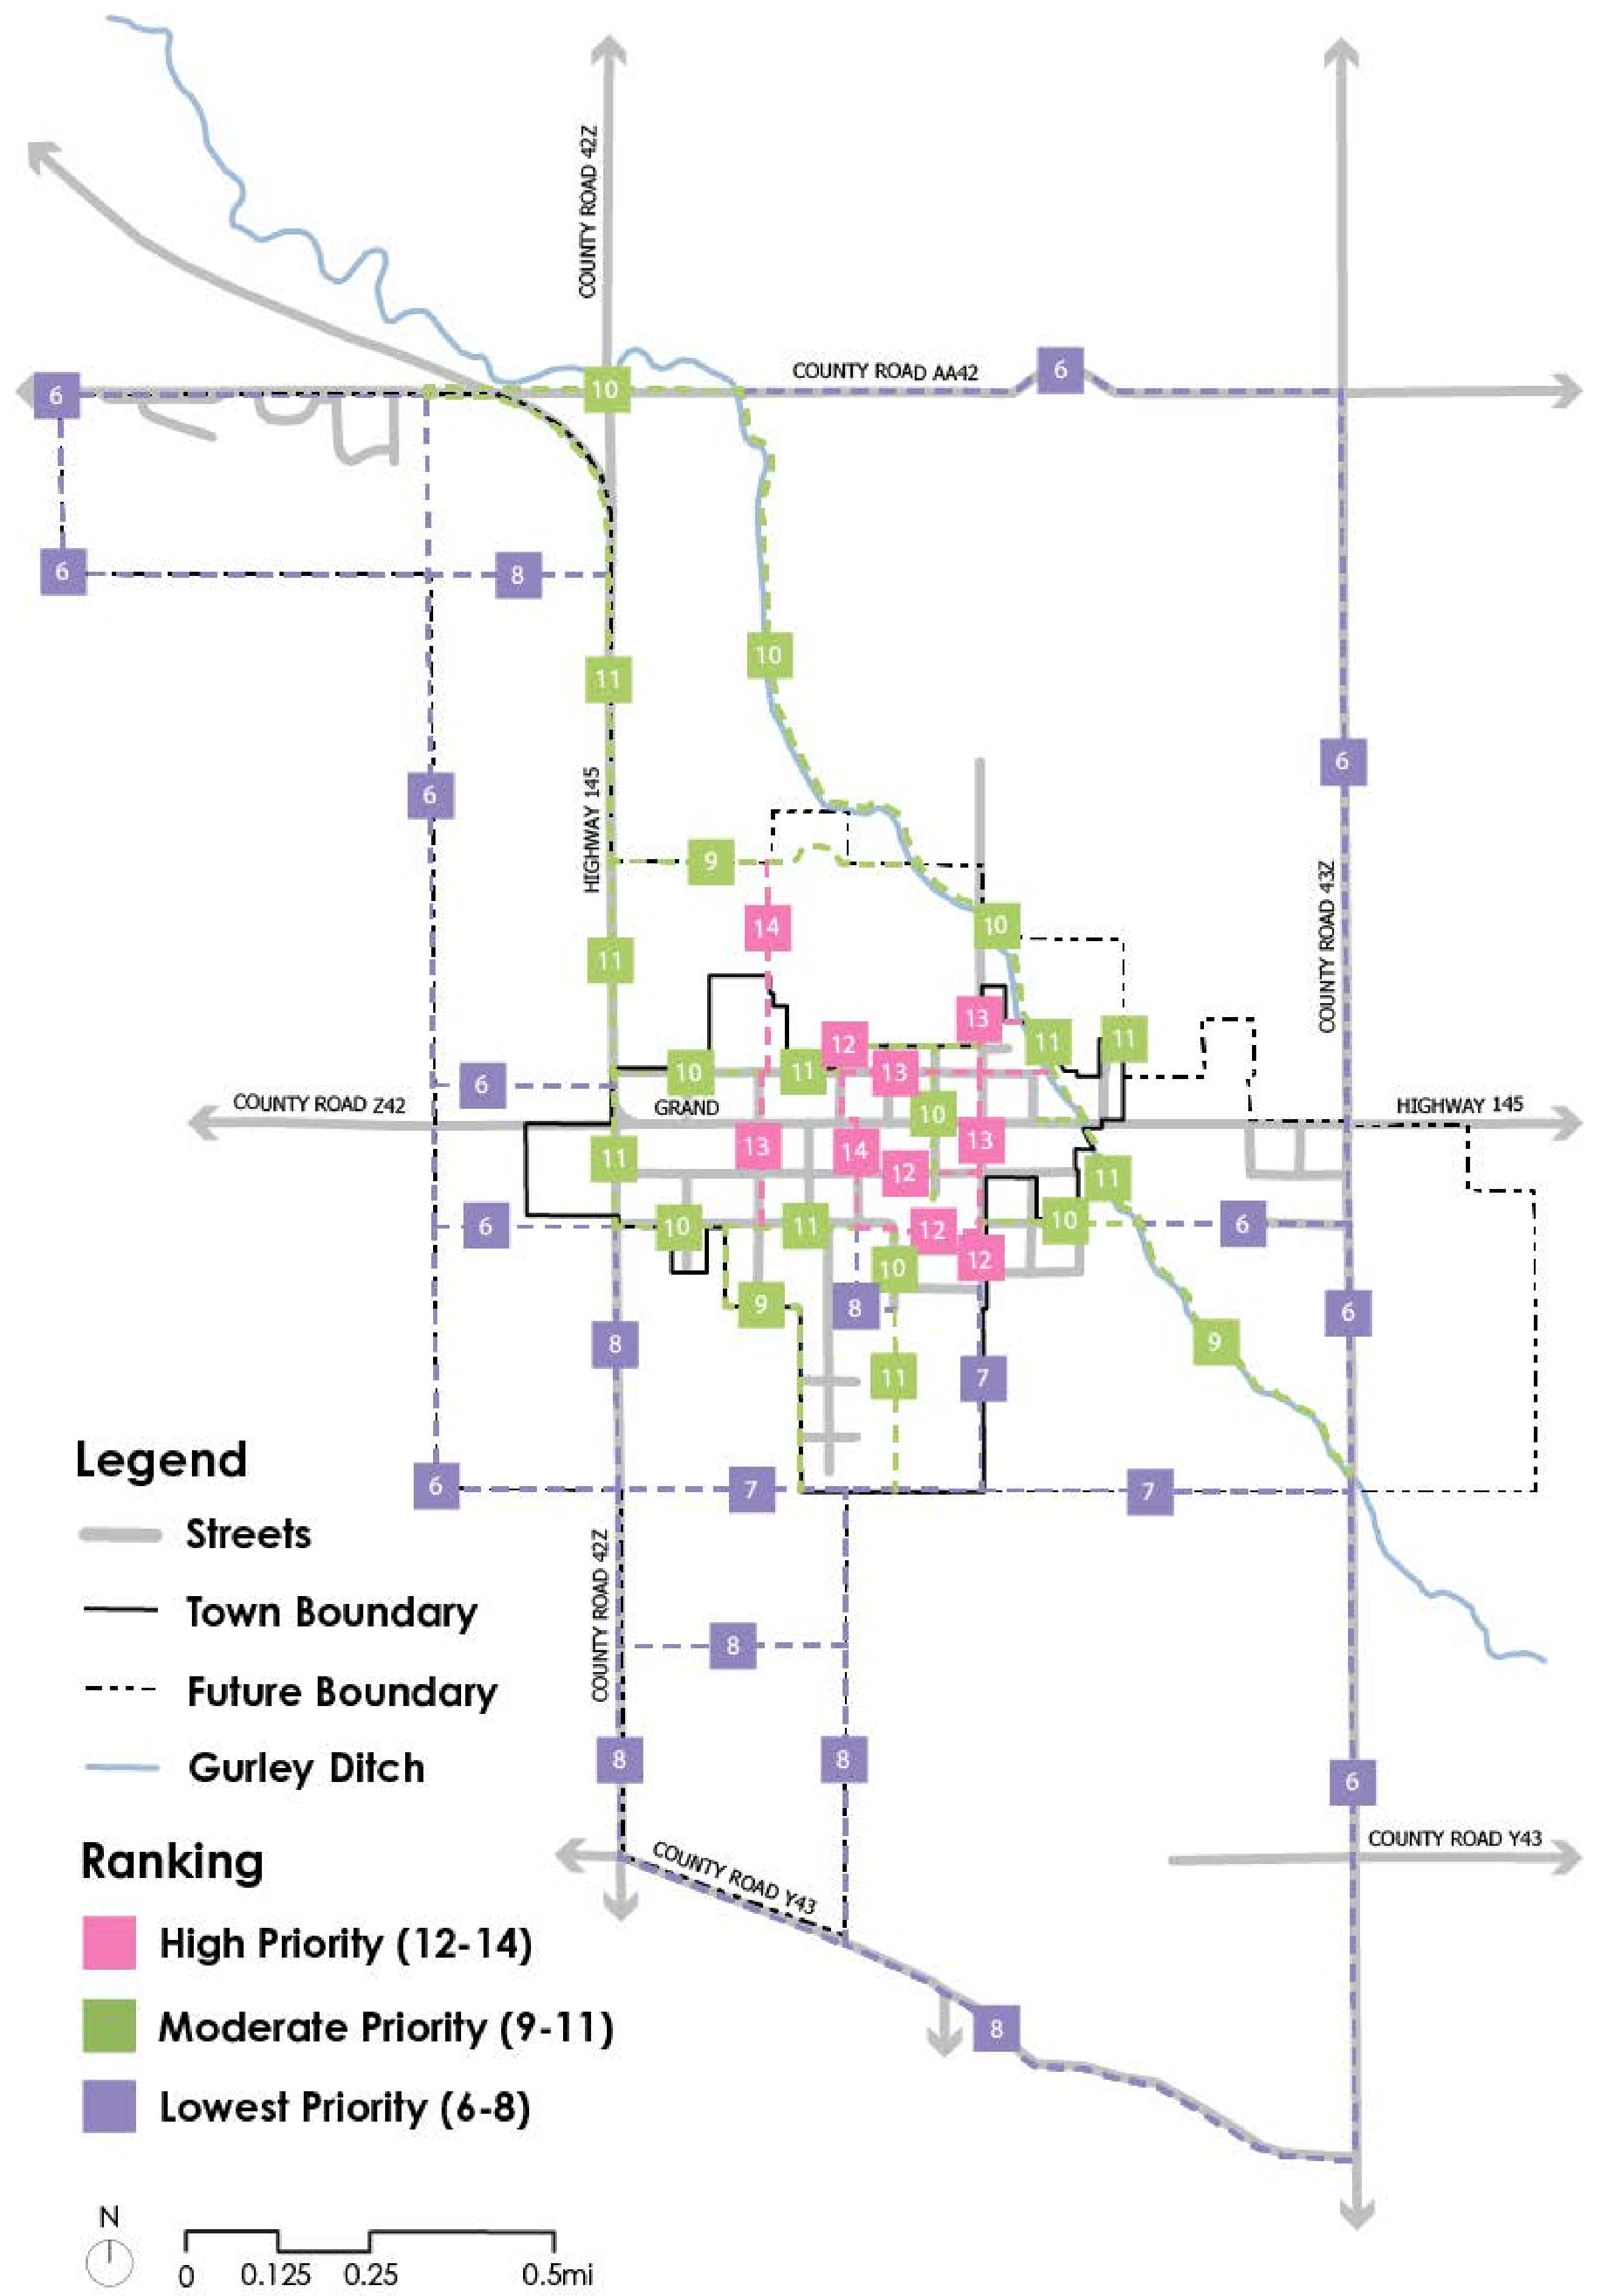 COUNTY ROAD 42Z
COUNTY ROAD AA42
6
6
10
6
8
10
11
6
6
HIGHWAY 145
9
COUNTY ROAD 43Z
14
10
11
13
12
11
11
10
11
13
6
COUNTY ROAD Z42
GRAND
10
HIGHWAY 145
13
14
13
11
12
11
6
10
11
12
10
6
12
10
9
8
6
8
9
11
7
Legend
6
7
7
Streets
Town Boundary
COUNTY ROAD 42Z
8
Future Boundary
Gurley Ditch
8
8
6
COUNTY ROAD Y43
COUNTY ROAD Y43
Ranking
High Priority (12-14)
Moderate Priority (9-11)
8
Lowest Priority (6-8)
N
0 0.125 0.25 0.5mi